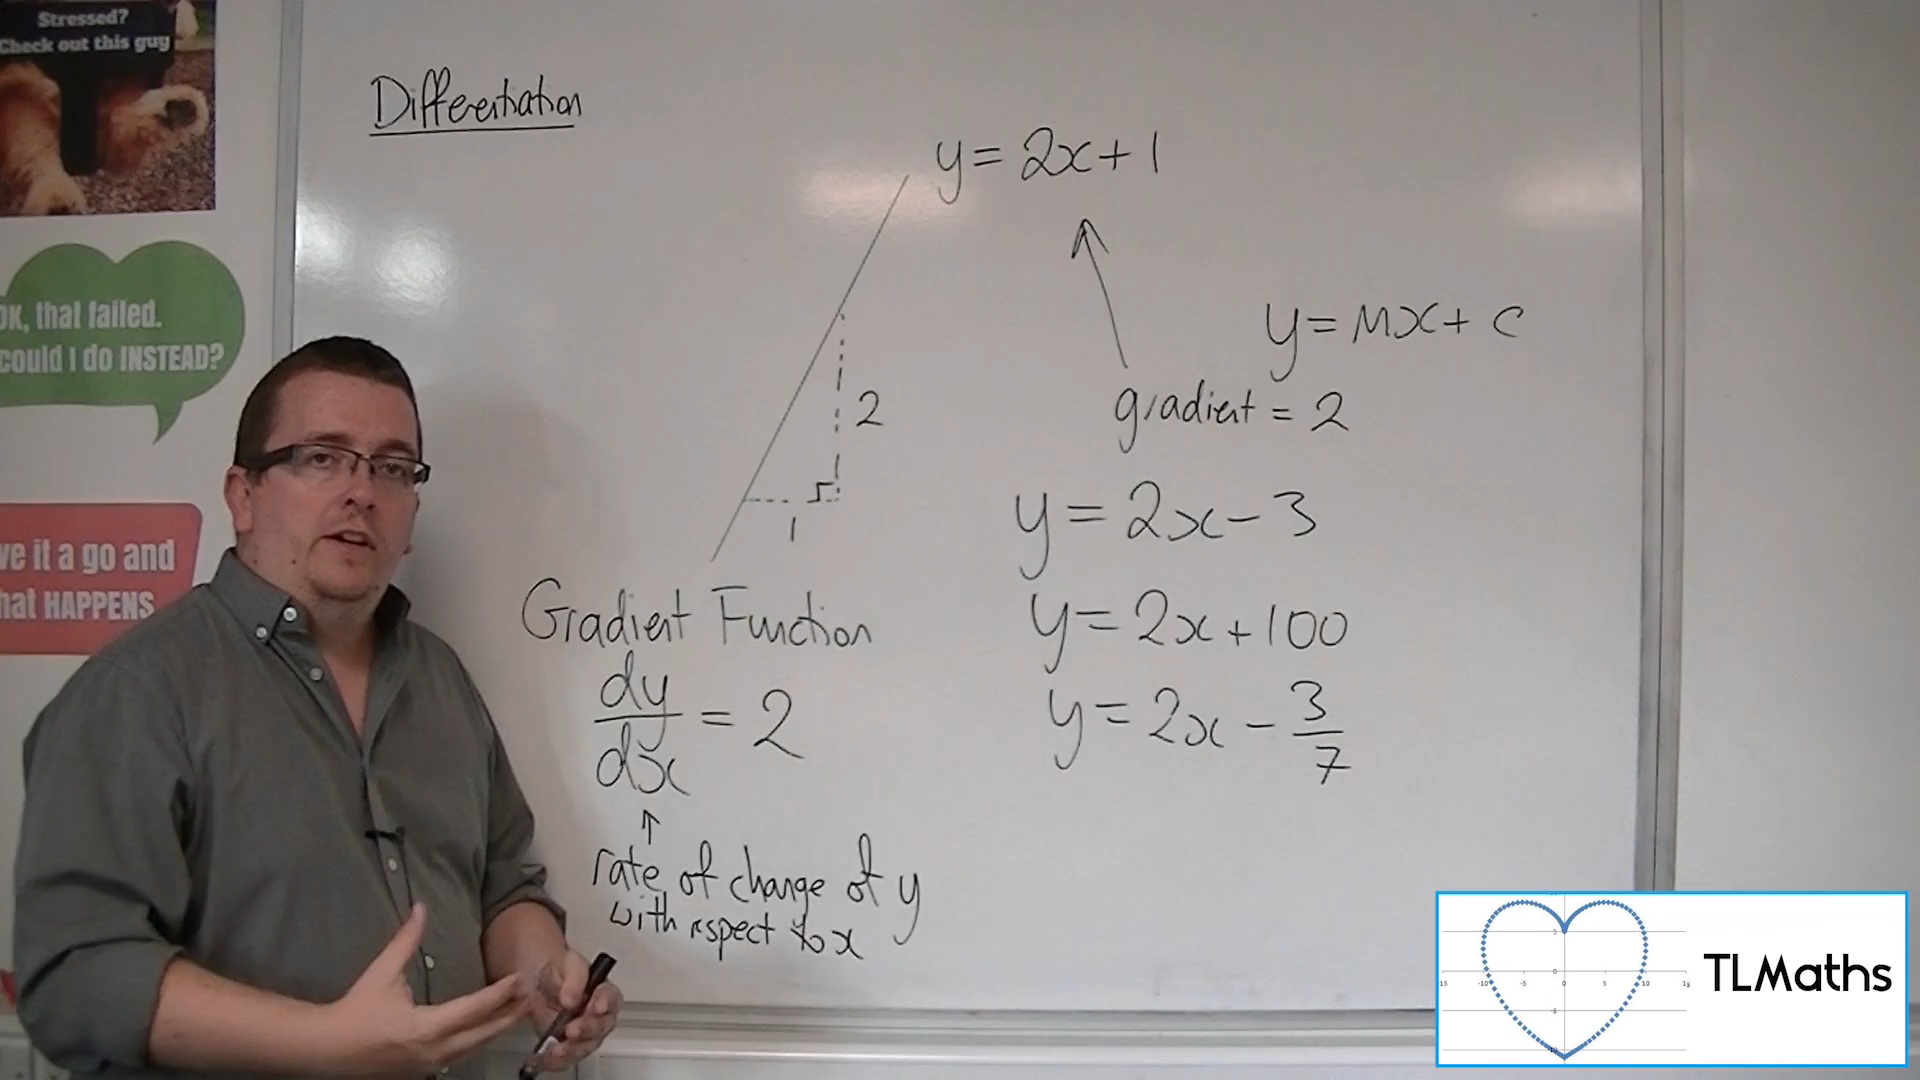 Stressed?
Check out this guy
OK, that failed.
could I do INSTEAD?
ve it a go and
hat HAPPENS
Differentiation
y = 2x + 1
2
1
y = mx + c
gradient = 2
y = 2x - 3
y = 2x + 100
y = 2x - 3/7
Gradient Function
dy/dx = 2
rate of change of y
with respect to x
TLMaths